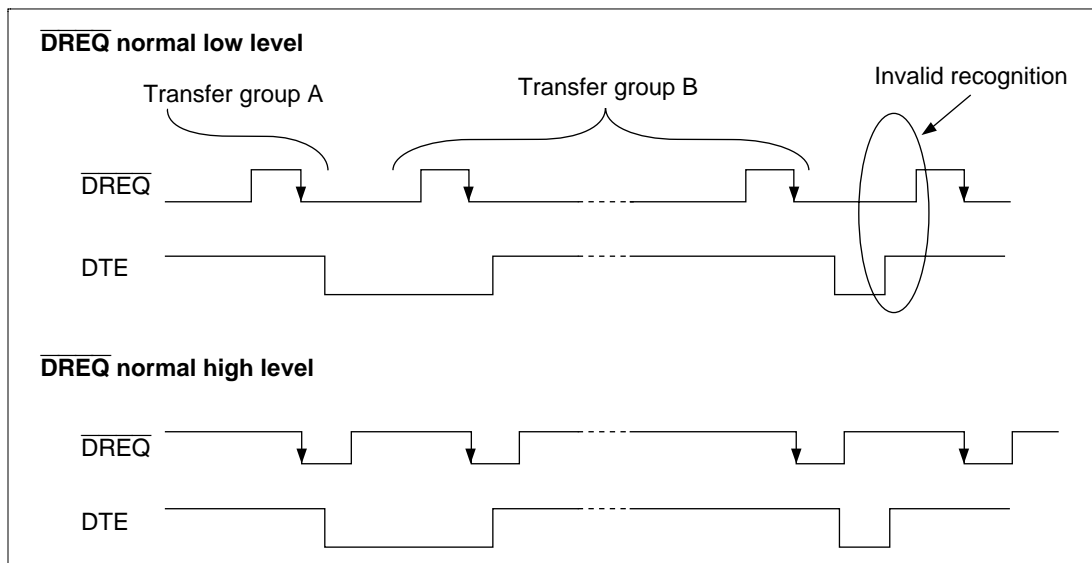 DREQ normal low level
Invalid recognition
Transfer group A
Transfer group B
DREQ
DTE
DREQ normal high level
DREQ
DTE